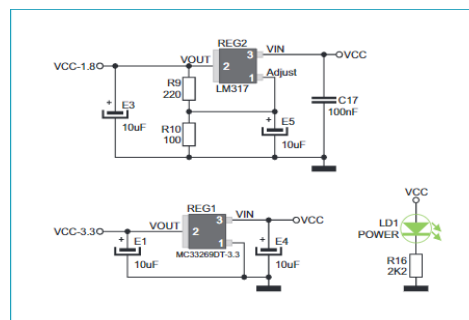 REG2
VCC-1.8
VOUT
2
3
VIN
VCC
1
Adjust
LM317
R9
220
+
E3
10uF
R10
100
+
E5
10uF
C17
100nF
REG1
VCC-3.3
VOUT
2
3
VIN
VCC
1
MC33269DT-3.3
+
E1
10uF
+
E4
10uF
VCC
LD1
POWER
R16
2K2